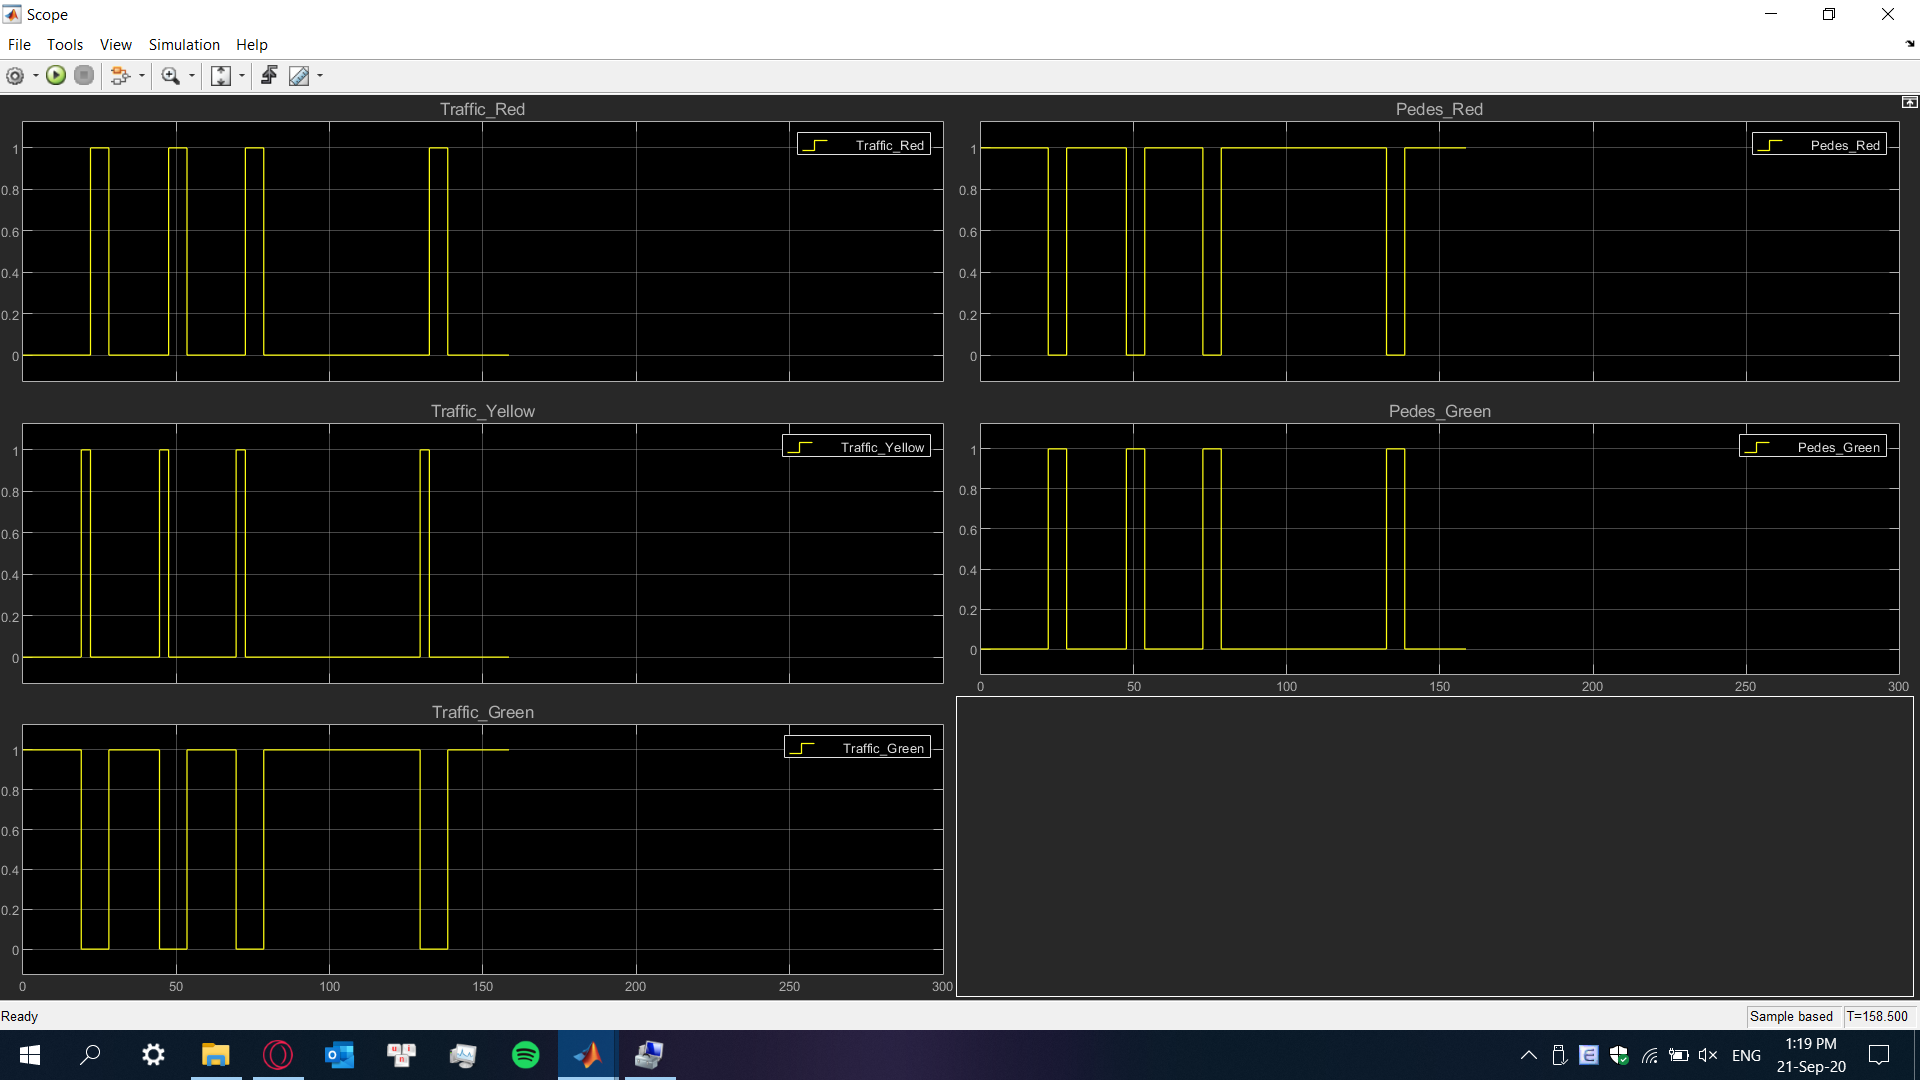 Scope
File Tools View Simulation Help
Traffic_Red
Traffic_Red
1
0.8
0.6
0.4
0.2
0
Pedes_Red
Pedes_Red
1
0.8
0.6
0.4
0.2
0
Traffic_Yellow
Traffic_Yellow
1
0.8
0.6
0.4
0.2
0
Pedes_Green
Pedes_Green
1
0.8
0.6
0.4
0.2
0
0 50 100 150 200 250 300
Traffic_Green
Traffic_Green
1
0.8
0.6
0.4
0.2
0
0 50 100 150 200 250 300
Ready
Sample based T=158.500
ENG
1:19 PM
21-Sep-20